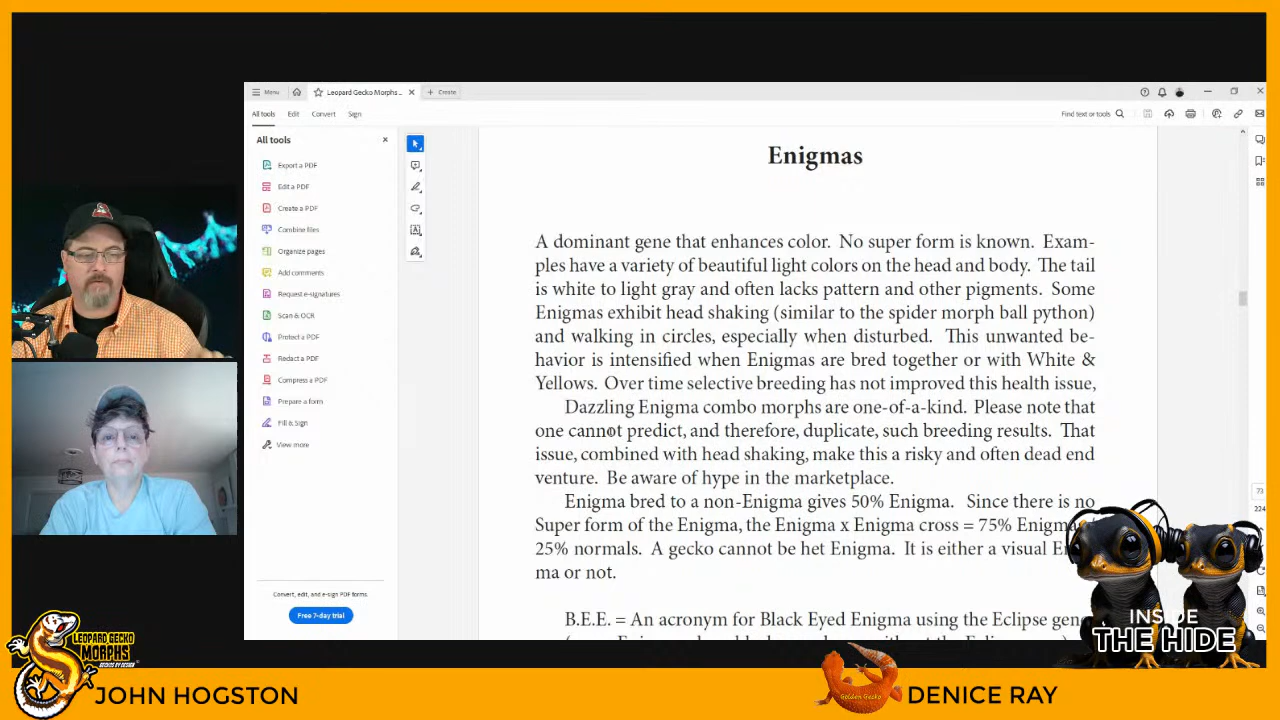 Menu
Leopard Gecko Morphs ...
Create
All tools
Edit
Convert
Sign
Find text or tools
All tools
Export a PDF
Edit a PDF
Create a PDF
Combine files
Organize pages
Add comments
Request e-signatures
Scan & OCR
Protect a PDF
Redact a PDF
Compress a PDF
Prepare a form
Fill & Sign
View more
Convert, edit, and e-sign PDF forms.
Free 7-day trial
Enigmas
A dominant gene that enhances color. No super form is known. Exam-
ples have a variety of beautiful light colors on the head and body. The tail
is white to light gray and often lacks pattern and other pigments. Some
Enigmas exhibit head shaking (similar to the spider morph ball python)
and walking in circles, especially when disturbed. This unwanted be-
havior is intensified when Enigmas are bred together or with White &
Yellows. Over time selective breeding has not improved this health issue,
Dazzling Enigma combo morphs are one-of-a-kind. Please note that
one cannot predict, and therefore, duplicate, such breeding results. That
issue, combined with head shaking, make this a risky and often dead end
venture. Be aware of hype in the marketplace.
Enigma bred to a non-Enigma gives 50% Enigma. Since there is no
Super form of the Enigma, the Enigma x Enigma cross = 75% Enigma
25% normals. A gecko cannot be het Enigma. It is either a visual
ma or not.
B.E.E. = An acronym for Black Eyed Enigma using the Eclipse gen
73
224
INSIDE
THE HIDE
LEOPARD GECKO
MORPHS
GECKOS BY DESIGN
JOHN HOGSTON
Golden Gecko
DENICE RAY